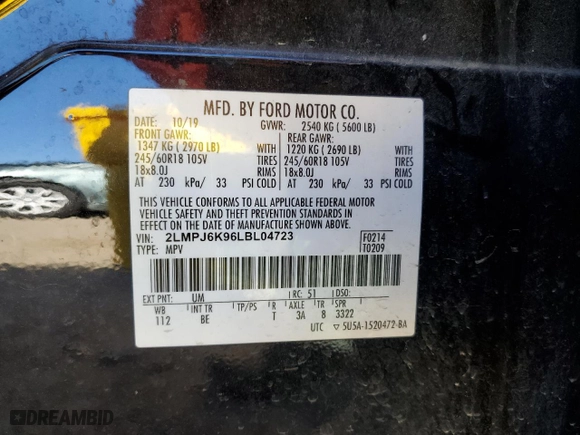 MFD. BY FORD MOTOR CO.
DATE: 10/19 GVWR: 2540 KG ( 5600 LB)
FRONT GAWR: REAR GAWR:
1347 KG ( 2970 LB) 1220 KG ( 2690 LB)
245/60R18 105V TIRES 245/60R18 105V TIRES
18x8.0J RIMS 18x8.0J RIMS
AT 230 kPa/ 33 PSI COLD AT 230 kPa/ 33 PSI COLD
THIS VEHICLE CONFORMS TO ALL APPLICABLE FEDERAL MOTOR
VEHICLE SAFETY AND THEFT PREVENTION STANDARDS IN
EFFECT ON THE DATE OF MANUFACTURE SHOWN ABOVE.
VIN: 2LMPJ6K96LBL04723 F0214
TYPE: MPV T0209
EXT PNT: UM RC: 51 DSO:
WB INT TR TP/PS R AXLE TR SPR
112 BE T 3A 8 3322
UTC ▽ 5U5A-1520472-BA
© DREAMBID